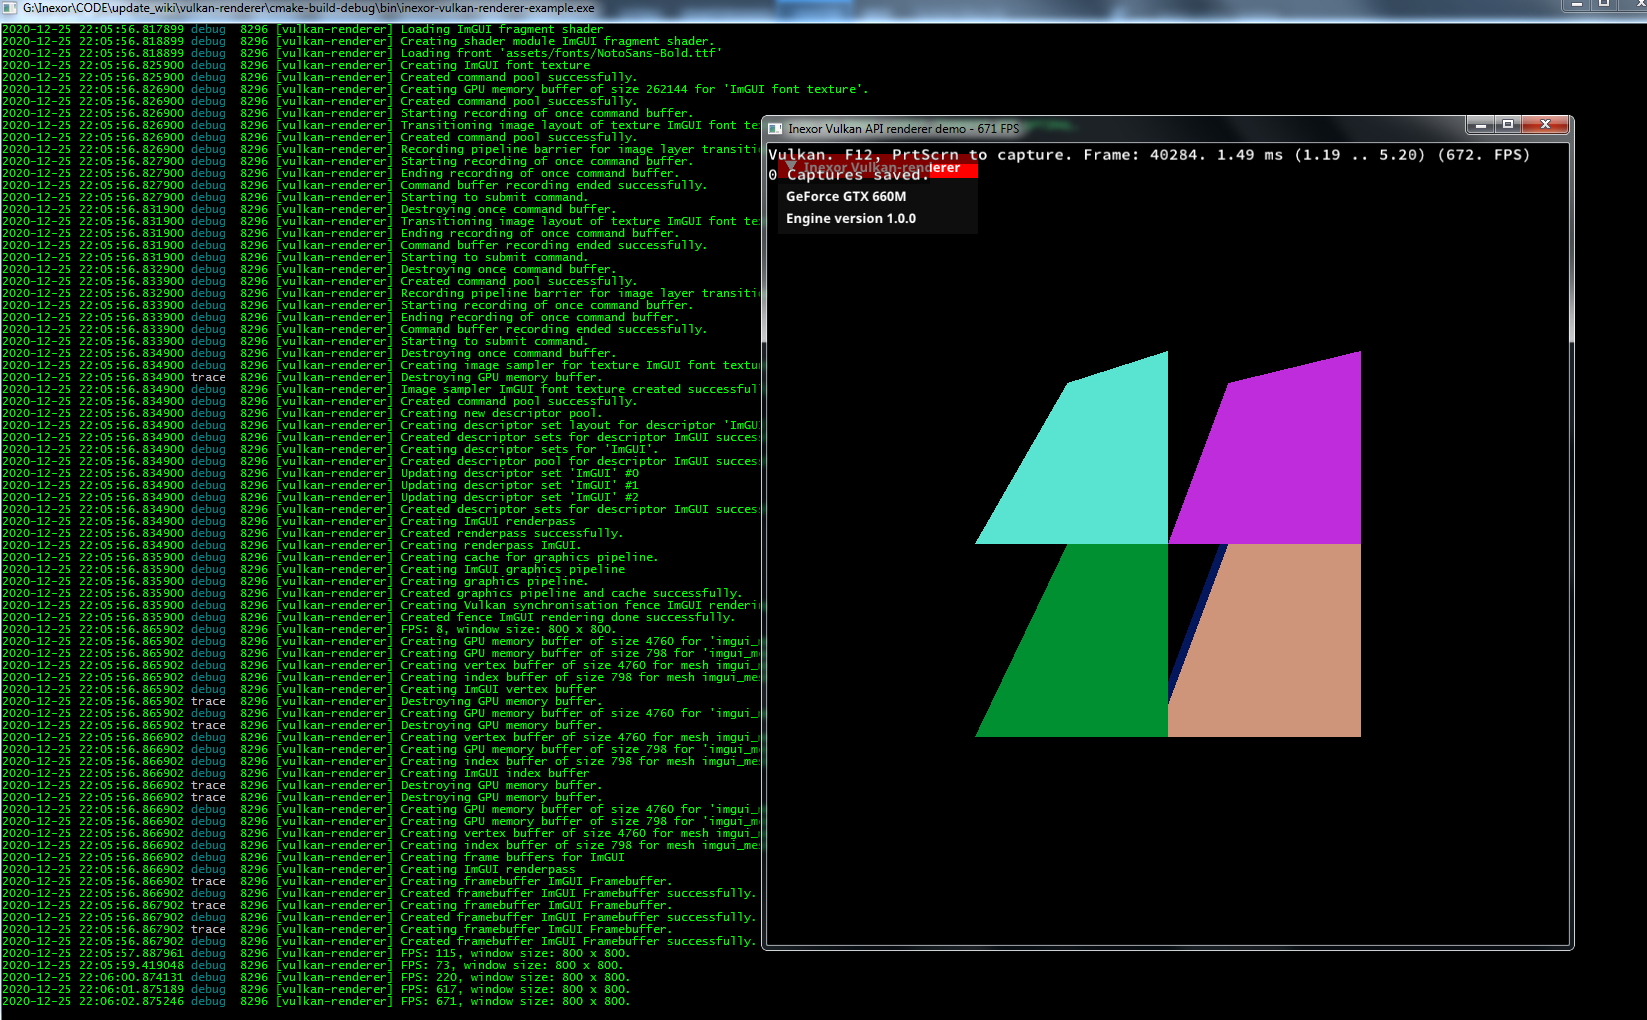 G:\Inexor\CODE\update_wiki\vulkan-renderer\cmake-build-debug\bin\inexor-vulkan-renderer-example.exe
2020-12-25 22:05:56.817899 debug 8296 [vulkan-renderer] Loading ImGUI fragment shader
2020-12-25 22:05:56.818899 debug 8296 [vulkan-renderer] Creating shader module ImGUI fragment shader.
2020-12-25 22:05:56.818899 debug 8296 [vulkan-renderer] Loading front 'assets/fonts/NotoSans-Bold.ttf'
2020-12-25 22:05:56.825900 debug 8296 [vulkan-renderer] Creating ImGUI font texture
2020-12-25 22:05:56.825900 debug 8296 [vulkan-renderer] Created command pool successfully.
2020-12-25 22:05:56.826900 debug 8296 [vulkan-renderer] Creating GPU memory buffer of size 262144 for 'ImGUI font texture'.
2020-12-25 22:05:56.826900 debug 8296 [vulkan-renderer] Created command pool successfully.
2020-12-25 22:05:56.826900 debug 8296 [vulkan-renderer] Starting recording of once command buffer.
2020-12-25 22:05:56.826900 debug 8296 [vulkan-renderer] Transitioning image layout of texture ImGUI font te
2020-12-25 22:05:56.826900 debug 8296 [vulkan-renderer] Created command pool successfully.
2020-12-25 22:05:56.826900 debug 8296 [vulkan-renderer] Recording pipeline barrier for image layer transiti
2020-12-25 22:05:56.827900 debug 8296 [vulkan-renderer] Starting recording of once command buffer.
2020-12-25 22:05:56.827900 debug 8296 [vulkan-renderer] Ending recording of once command buffer.
2020-12-25 22:05:56.827900 debug 8296 [vulkan-renderer] Command buffer recording ended successfully.
2020-12-25 22:05:56.827900 debug 8296 [vulkan-renderer] Starting to submit command.
2020-12-25 22:05:56.831900 debug 8296 [vulkan-renderer] Destroying once command buffer.
2020-12-25 22:05:56.831900 debug 8296 [vulkan-renderer] Transitioning image layout of texture ImGUI font te
2020-12-25 22:05:56.831900 debug 8296 [vulkan-renderer] Ending recording of once command buffer.
2020-12-25 22:05:56.831900 debug 8296 [vulkan-renderer] Command buffer recording ended successfully.
2020-12-25 22:05:56.831900 debug 8296 [vulkan-renderer] Starting to submit command.
2020-12-25 22:05:56.832900 debug 8296 [vulkan-renderer] Destroying once command buffer.
2020-12-25 22:05:56.833900 debug 8296 [vulkan-renderer] Created command pool successfully.
2020-12-25 22:05:56.832900 debug 8296 [vulkan-renderer] Recording pipeline barrier for image layer transiti
2020-12-25 22:05:56.833900 debug 8296 [vulkan-renderer] Starting recording of once command buffer.
2020-12-25 22:05:56.833900 debug 8296 [vulkan-renderer] Ending recording of once command buffer.
2020-12-25 22:05:56.833900 debug 8296 [vulkan-renderer] Command buffer recording ended successfully.
2020-12-25 22:05:56.833900 debug 8296 [vulkan-renderer] Starting to submit command.
2020-12-25 22:05:56.834900 debug 8296 [vulkan-renderer] Destroying once command buffer.
2020-12-25 22:05:56.834900 debug 8296 [vulkan-renderer] Creating image sampler for texture ImGUI font textu
2020-12-25 22:05:56.834900 trace 8296 [vulkan-renderer] Destroying GPU memory buffer.
2020-12-25 22:05:56.834900 debug 8296 [vulkan-renderer] Image sampler ImGUI font texture created successful
2020-12-25 22:05:56.834900 debug 8296 [vulkan-renderer] Created command pool successfully.
2020-12-25 22:05:56.834900 debug 8296 [vulkan-renderer] Creating new descriptor pool.
2020-12-25 22:05:56.834900 debug 8296 [vulkan-renderer] Creating descriptor set layout for descriptor 'ImGU
2020-12-25 22:05:56.834900 debug 8296 [vulkan-renderer] Created descriptor sets for descriptor ImGUI succes
2020-12-25 22:05:56.834900 debug 8296 [vulkan-renderer] Creating descriptor sets for 'ImGUI'.
2020-12-25 22:05:56.834900 debug 8296 [vulkan-renderer] Created descriptor pool for descriptor ImGUI succes
2020-12-25 22:05:56.834900 debug 8296 [vulkan-renderer] Updating descriptor set 'ImGUI' #0
2020-12-25 22:05:56.834900 debug 8296 [vulkan-renderer] Updating descriptor set 'ImGUI' #1
2020-12-25 22:05:56.834900 debug 8296 [vulkan-renderer] Updating descriptor set 'ImGUI' #2
2020-12-25 22:05:56.834900 debug 8296 [vulkan-renderer] Created descriptor sets for descriptor ImGUI succes
2020-12-25 22:05:56.834900 debug 8296 [vulkan-renderer] Creating ImGUI renderpass
2020-12-25 22:05:56.834900 debug 8296 [vulkan-renderer] Created renderpass successfully.
2020-12-25 22:05:56.834900 debug 8296 [vulkan-renderer] Creating renderpass ImGUI.
2020-12-25 22:05:56.835900 debug 8296 [vulkan-renderer] Creating cache for graphics pipeline.
2020-12-25 22:05:56.835900 debug 8296 [vulkan-renderer] Creating ImGUI graphics pipeline
2020-12-25 22:05:56.835900 debug 8296 [vulkan-renderer] Creating graphics pipeline.
2020-12-25 22:05:56.835900 debug 8296 [vulkan-renderer] Created graphics pipeline and cache successfully.
2020-12-25 22:05:56.835900 debug 8296 [vulkan-renderer] Creating Vulkan synchronisation fence ImGUI renderin
2020-12-25 22:05:56.835900 debug 8296 [vulkan-renderer] Created fence ImGUI rendering done successfully.
2020-12-25 22:05:56.865902 debug 8296 [vulkan-renderer] FPS: 8, window size: 800 x 800.
2020-12-25 22:05:56.865902 debug 8296 [vulkan-renderer] Creating GPU memory buffer of size 4760 for 'imgui_m
2020-12-25 22:05:56.865902 debug 8296 [vulkan-renderer] Creating GPU memory buffer of size 798 for 'imgui_me
2020-12-25 22:05:56.865902 debug 8296 [vulkan-renderer] Creating vertex buffer of size 4760 for mesh imgui_m
2020-12-25 22:05:56.865902 debug 8296 [vulkan-renderer] Creating index buffer of size 798 for mesh imgui_mes
2020-12-25 22:05:56.865902 debug 8296 [vulkan-renderer] Creating ImGUI vertex buffer
2020-12-25 22:05:56.865902 trace 8296 [vulkan-renderer] Destroying GPU memory buffer.
2020-12-25 22:05:56.865902 debug 8296 [vulkan-renderer] Creating GPU memory buffer of size 4760 for 'imgui_m
2020-12-25 22:05:56.865902 trace 8296 [vulkan-renderer] Destroying GPU memory buffer.
2020-12-25 22:05:56.866902 debug 8296 [vulkan-renderer] Creating vertex buffer of size 4760 for mesh imgui_m
2020-12-25 22:05:56.866902 debug 8296 [vulkan-renderer] Creating GPU memory buffer of size 798 for 'imgui_me
2020-12-25 22:05:56.866902 debug 8296 [vulkan-renderer] Creating index buffer of size 798 for mesh imgui_mes
2020-12-25 22:05:56.866902 debug 8296 [vulkan-renderer] Creating ImGUI index buffer
2020-12-25 22:05:56.866902 trace 8296 [vulkan-renderer] Destroying GPU memory buffer.
2020-12-25 22:05:56.866902 trace 8296 [vulkan-renderer] Destroying GPU memory buffer.
2020-12-25 22:05:56.866902 debug 8296 [vulkan-renderer] Creating GPU memory buffer of size 4760 for 'imgui_m
2020-12-25 22:05:56.866902 debug 8296 [vulkan-renderer] Creating GPU memory buffer of size 798 for 'imgui_me
2020-12-25 22:05:56.866902 debug 8296 [vulkan-renderer] Creating vertex buffer of size 4760 for mesh imgui_m
2020-12-25 22:05:56.866902 debug 8296 [vulkan-renderer] Creating index buffer of size 798 for mesh imgui_mes
2020-12-25 22:05:56.866902 debug 8296 [vulkan-renderer] Creating frame buffers for ImGUI
2020-12-25 22:05:56.866902 debug 8296 [vulkan-renderer] Creating ImGUI renderpass
2020-12-25 22:05:56.866902 trace 8296 [vulkan-renderer] Creating framebuffer ImGUI Framebuffer.
2020-12-25 22:05:56.866902 debug 8296 [vulkan-renderer] Created framebuffer ImGUI Framebuffer successfully.
2020-12-25 22:05:56.867902 trace 8296 [vulkan-renderer] Creating framebuffer ImGUI Framebuffer.
2020-12-25 22:05:56.867902 debug 8296 [vulkan-renderer] Created framebuffer ImGUI Framebuffer successfully.
2020-12-25 22:05:56.867902 trace 8296 [vulkan-renderer] Creating framebuffer ImGUI Framebuffer.
2020-12-25 22:05:56.867902 debug 8296 [vulkan-renderer] Created framebuffer ImGUI Framebuffer successfully.
2020-12-25 22:05:57.887961 debug 8296 [vulkan-renderer] FPS: 115, window size: 800 x 800.
2020-12-25 22:05:59.419048 debug 8296 [vulkan-renderer] FPS: 73, window size: 800 x 800.
2020-12-25 22:06:00.874131 debug 8296 [vulkan-renderer] FPS: 220, window size: 800 x 800.
2020-12-25 22:06:01.875189 debug 8296 [vulkan-renderer] FPS: 617, window size: 800 x 800.
2020-12-25 22:06:02.875246 debug 8296 [vulkan-renderer] FPS: 671, window size: 800 x 800.
Inexor Vulkan API renderer demo - 671 FPS
Vulkan. F12, PrtScrn to capture. Frame: 40284. 1.49 ms (1.19 .. 5.20) (672. FPS)
Inexor Vulkan-renderer
0 Captures saved.
GeForce GTX 660M
Engine version 1.0.0